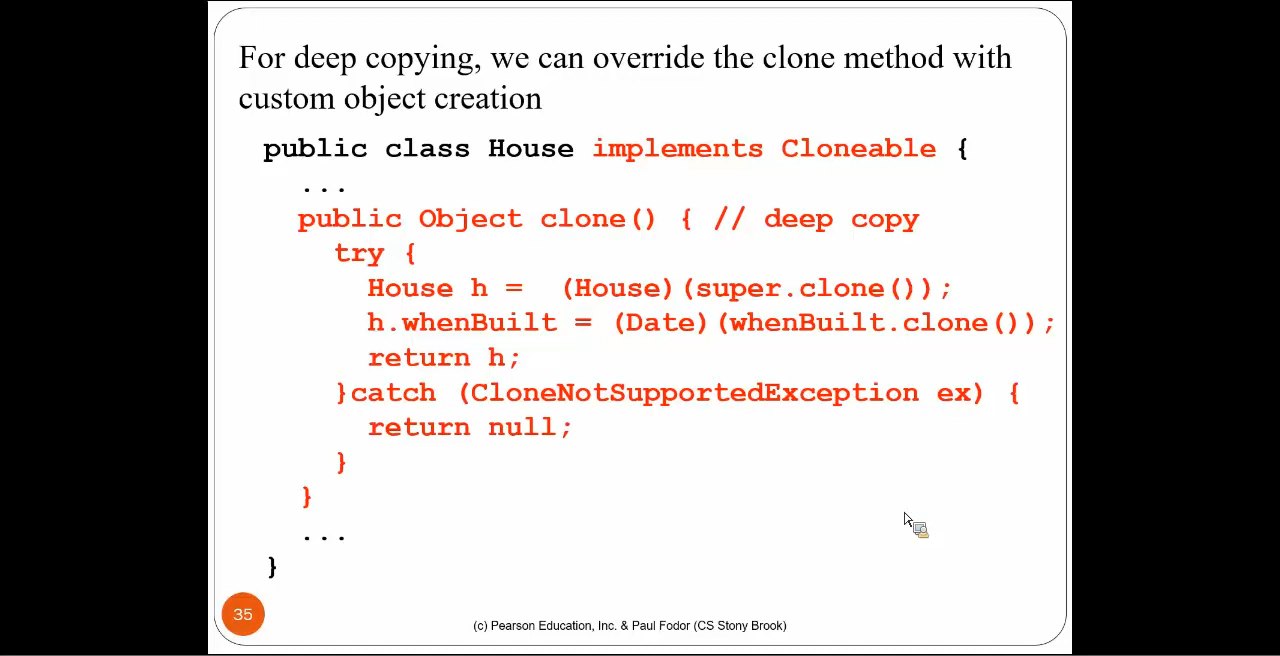 For deep copying, we can override the clone method with
custom object creation
public class House implements Cloneable {
...
public Object clone() { // deep copy
try {
House h =  (House)(super.clone());
h.whenBuilt = (Date)(whenBuilt.clone());
return h;
}catch (CloneNotSupportedException ex) {
return null;
}
}
...
}
35
(c) Pearson Education, Inc. & Paul Fodor (CS Stony Brook)